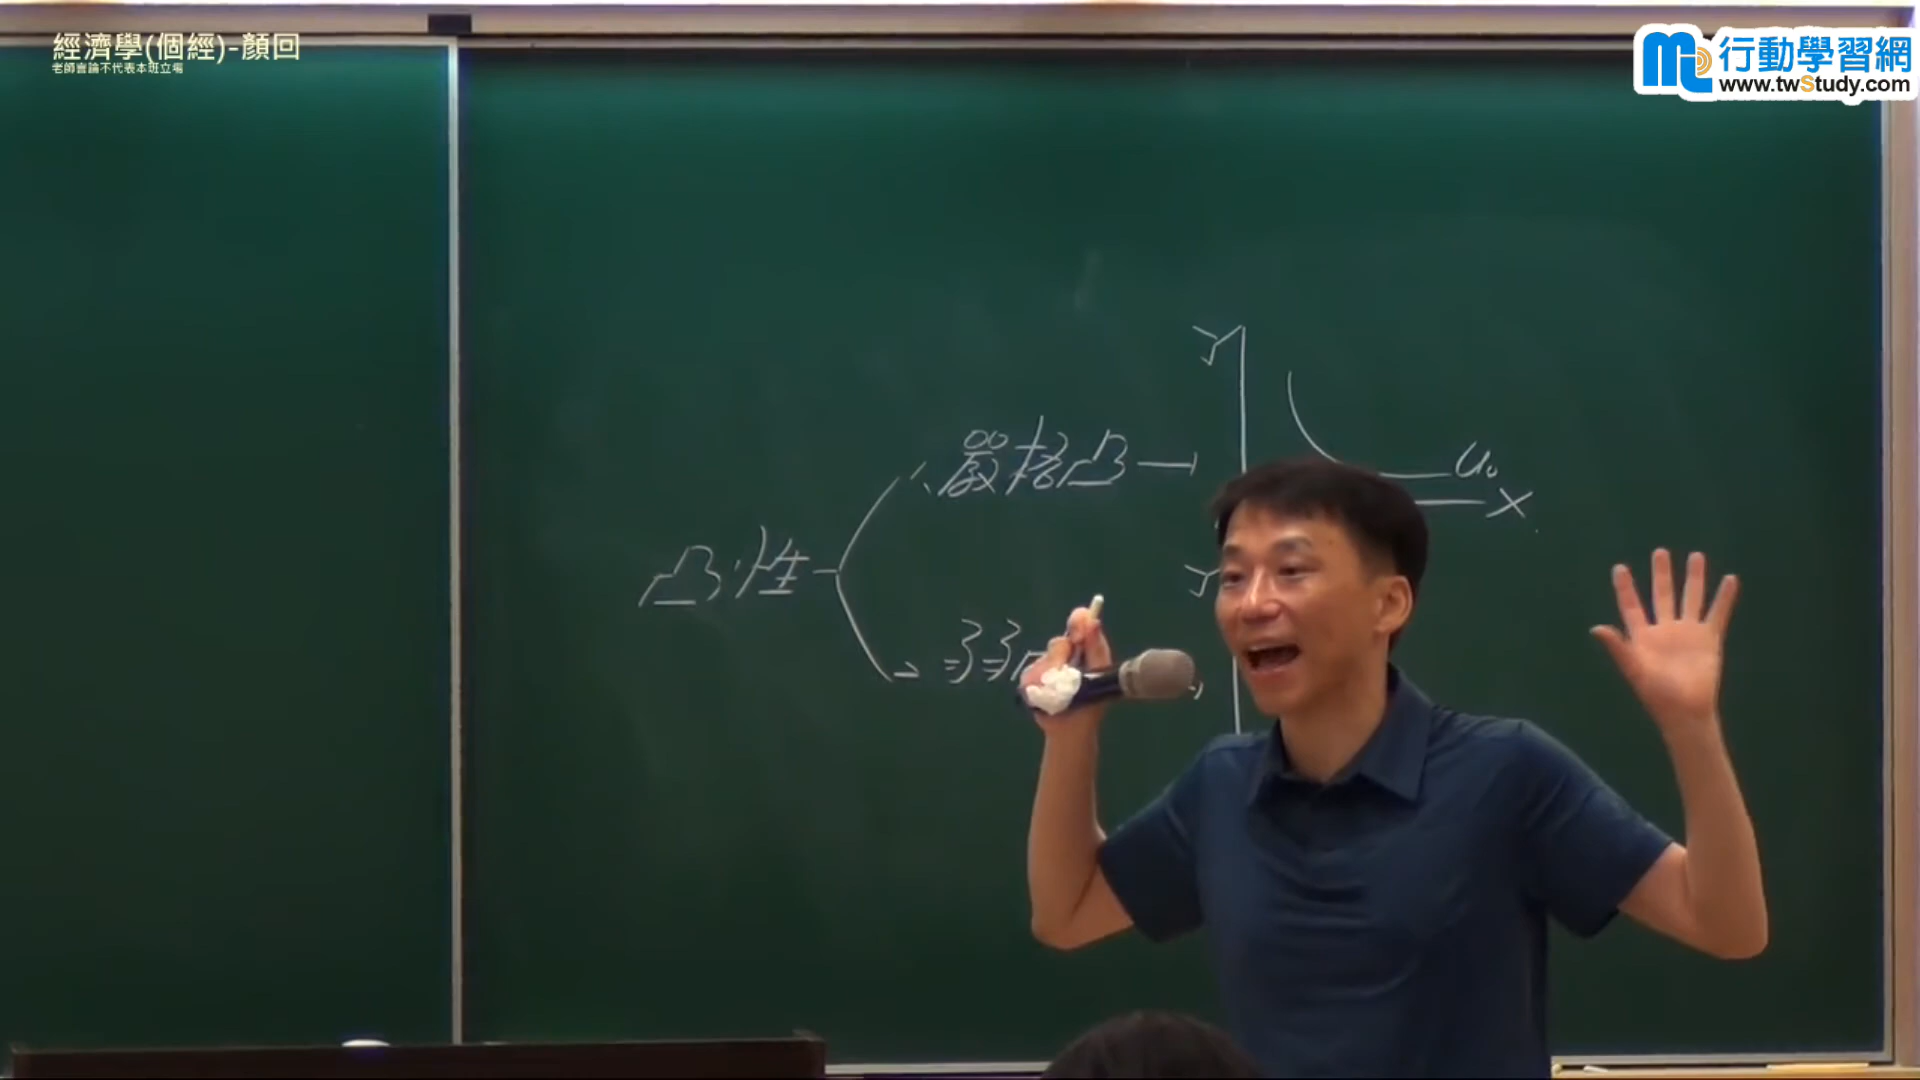 經濟學(個經)-顏回
老師言論不代表本班立場
行動學習網
www.twStudy.com
凸性
1、嚴格凸
y
U₀
X
2、弱
y